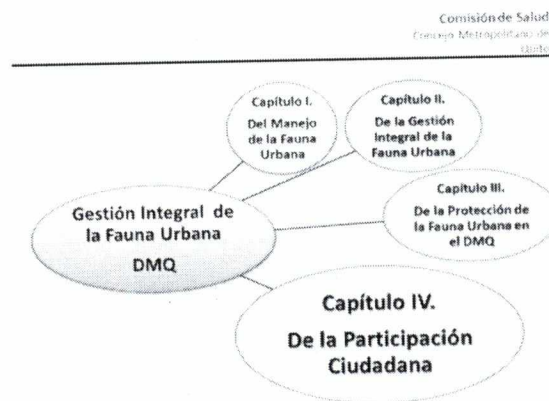 Comisión de Salud
Concejo Metropolitano de
Quito
Capítulo I.
Del Manejo
de la Fauna
Urbana
Capítulo II.
De la Gestión
Integral de la
Fauna Urbana
Gestión Integral de
la Fauna Urbana
DMQ
Capítulo III.
De la Protección de
la Fauna Urbana en
el DMQ
Capítulo IV.
De la Participación
Ciudadana